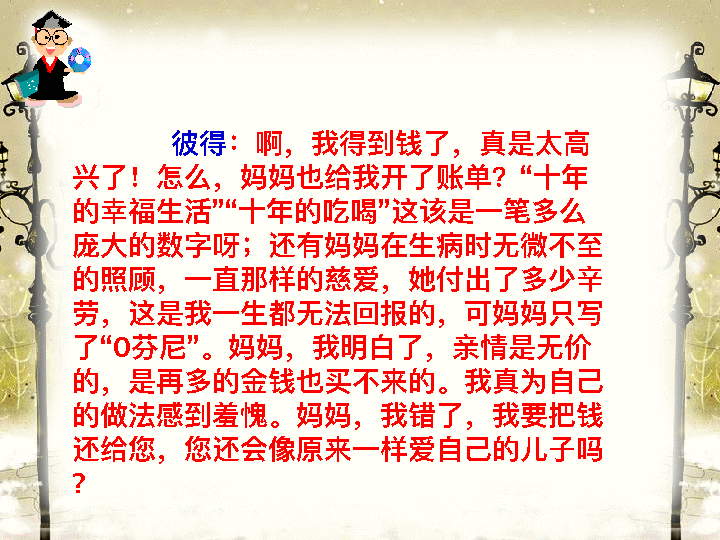 彼得：啊，我得到钱了，真是太高
兴了！怎么，妈妈也给我开了账单？“十年
的幸福生活”“十年的吃喝”这该是一笔多么
庞大的数字呀；还有妈妈在生病时无微不至
的照顾，一直那样的慈爱，她付出了多少辛
劳，这是我一生都无法回报的，可妈妈只写
了“0芬尼”。妈妈，我明白了，亲情是无价
的，是再多的金钱也买不来的。我真为自己
的做法感到羞愧。妈妈，我错了，我要把钱
还给您，您还会像原来一样爱自己的儿子吗
？